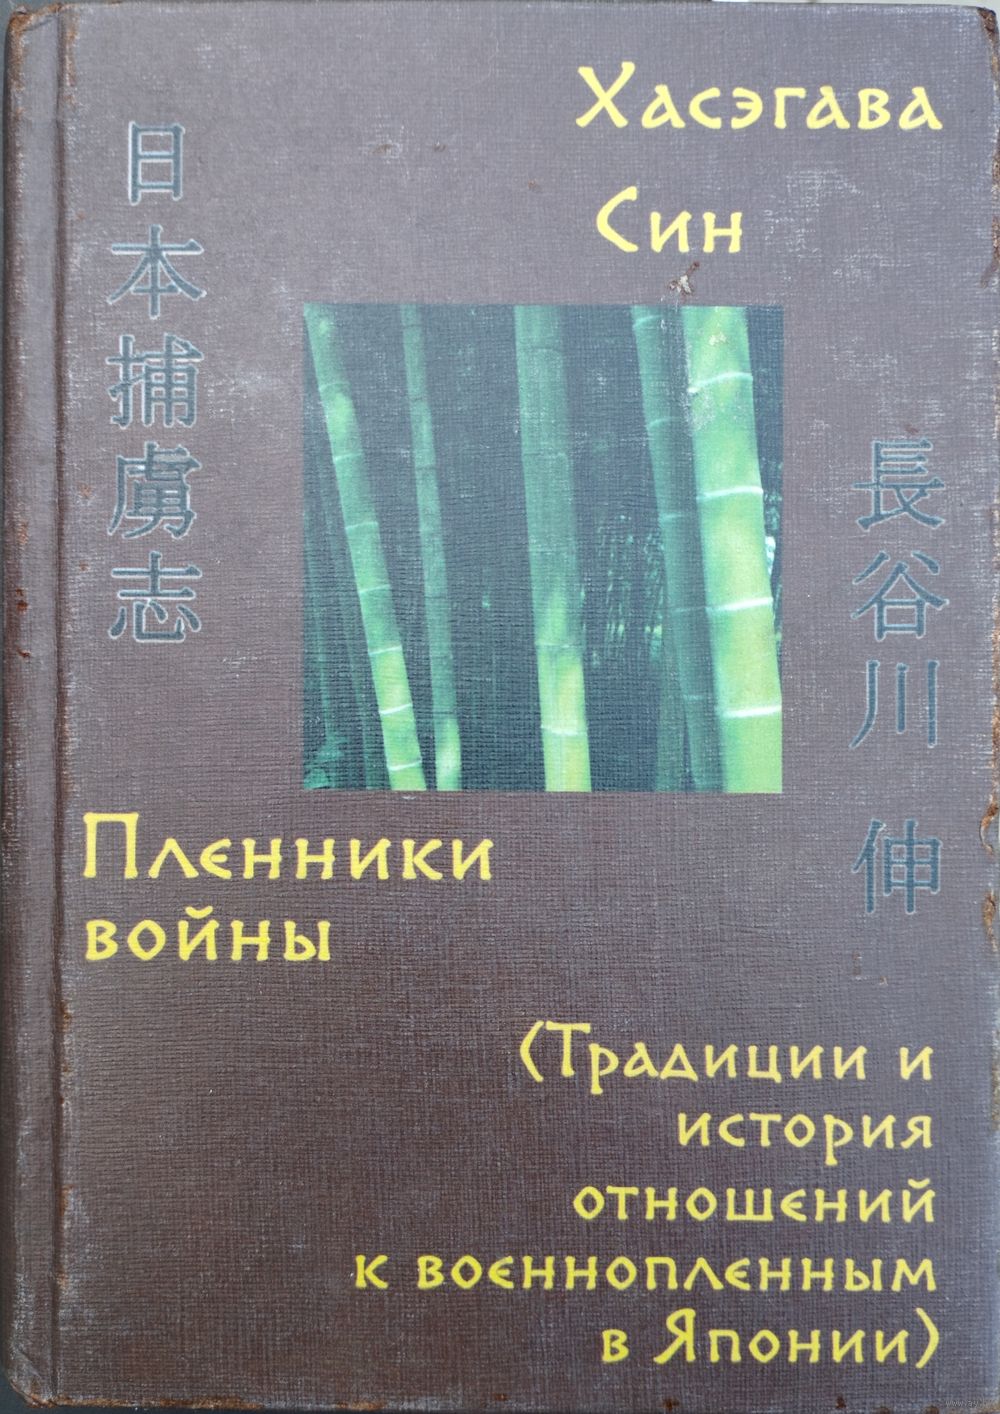 Хасэгава
Син
日本捕虜志
長谷川 伸
Пленники
войны
(Традиции и
история
отношений
к военнопленным
в Японии)